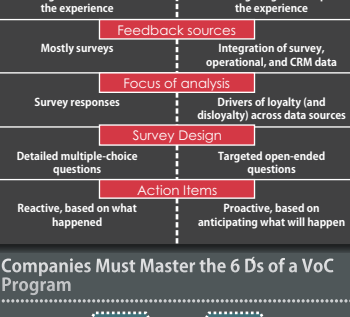 the experience
the experience
Feedback sources
Mostly surveys
Integration of survey,
operational, and CRM data
Focus of analysis
Survey responses
Drivers of loyalty (and
disloyalty) across data sources
Survey Design
Detailed multiple-choice
questions
Targeted open-ended
questions
Action Items
Reactive, based on what
happened
Proactive, based on
anticipating what will happen
Companies Must Master the 6 D's of a VoC
Program